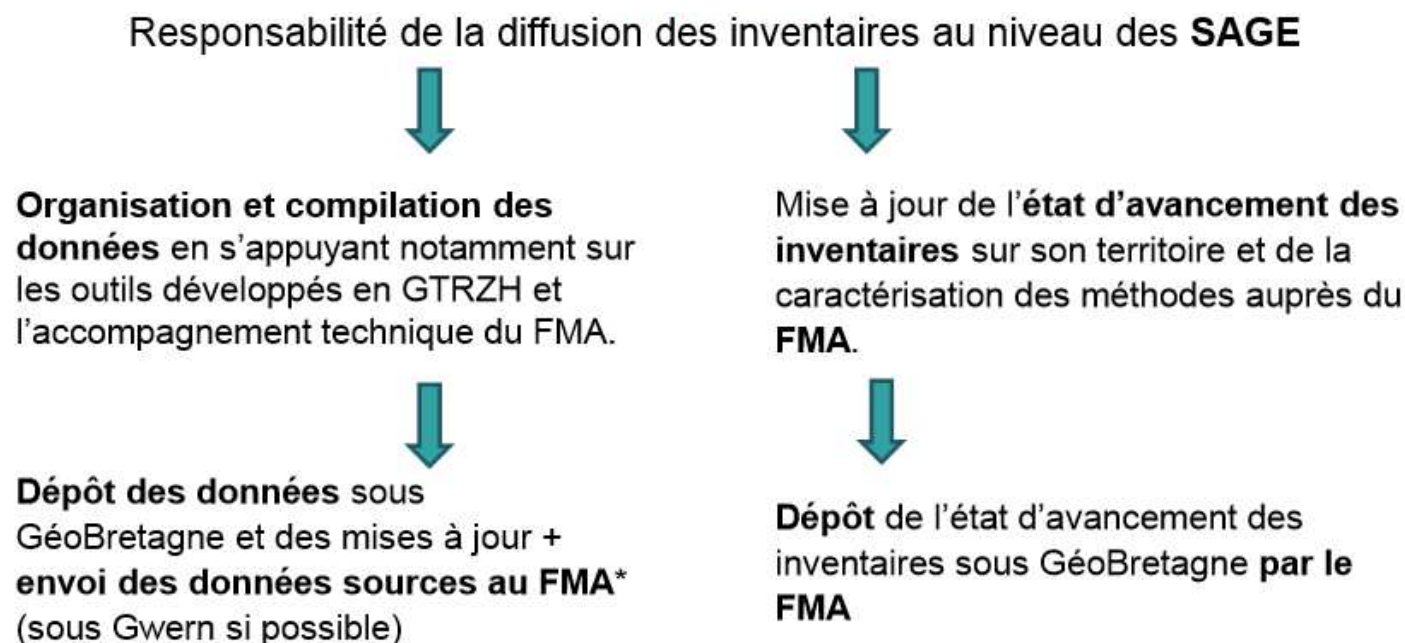 Responsabilité de la diffusion des inventaires au niveau des SAGE
Organisation et compilation des
données en s'appuyant notamment sur
les outils développés en GTRZH et
l'accompagnement technique du FMA.
Mise à jour de l'état d'avancement des
inventaires sur son territoire et de la
caractérisation des méthodes auprès du
FMA.
Dépôt des données sous
GéoBretagne et des mises à jour +
envoi des données sources au FMA*
(sous Gwern si possible)
Dépôt de l'état d'avancement des
inventaires sous GéoBretagne par le
FMA